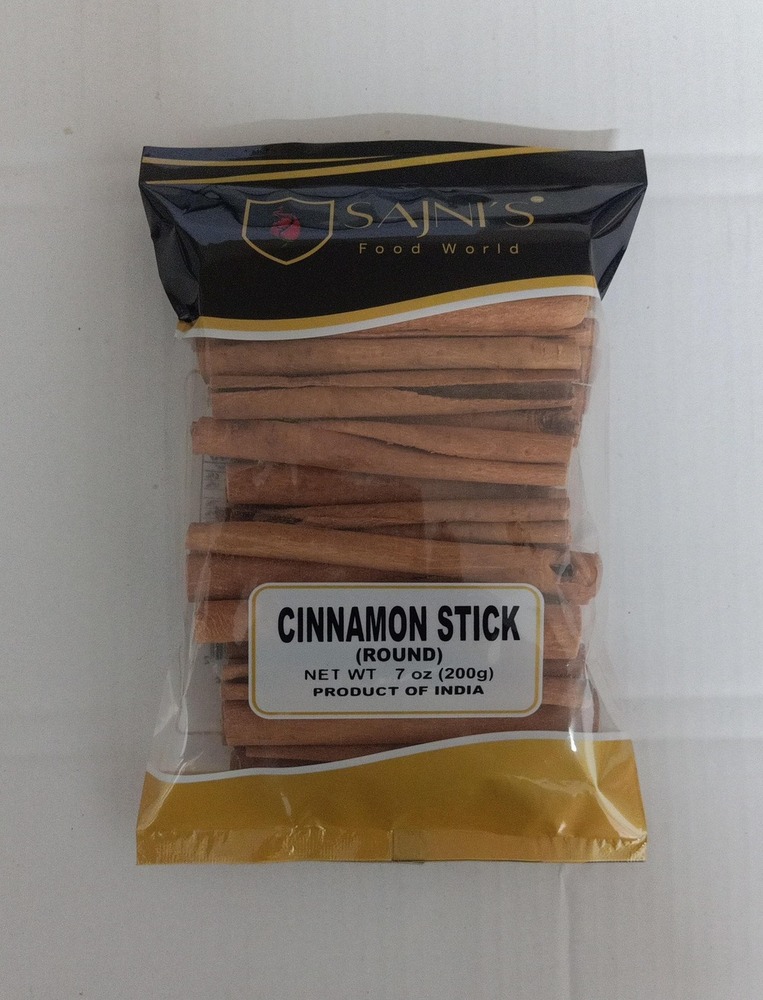 SAJNI'S
Food World
CINNAMON STICK
(ROUND)
NET WT 7 oz (200g)
PRODUCT OF INDIA